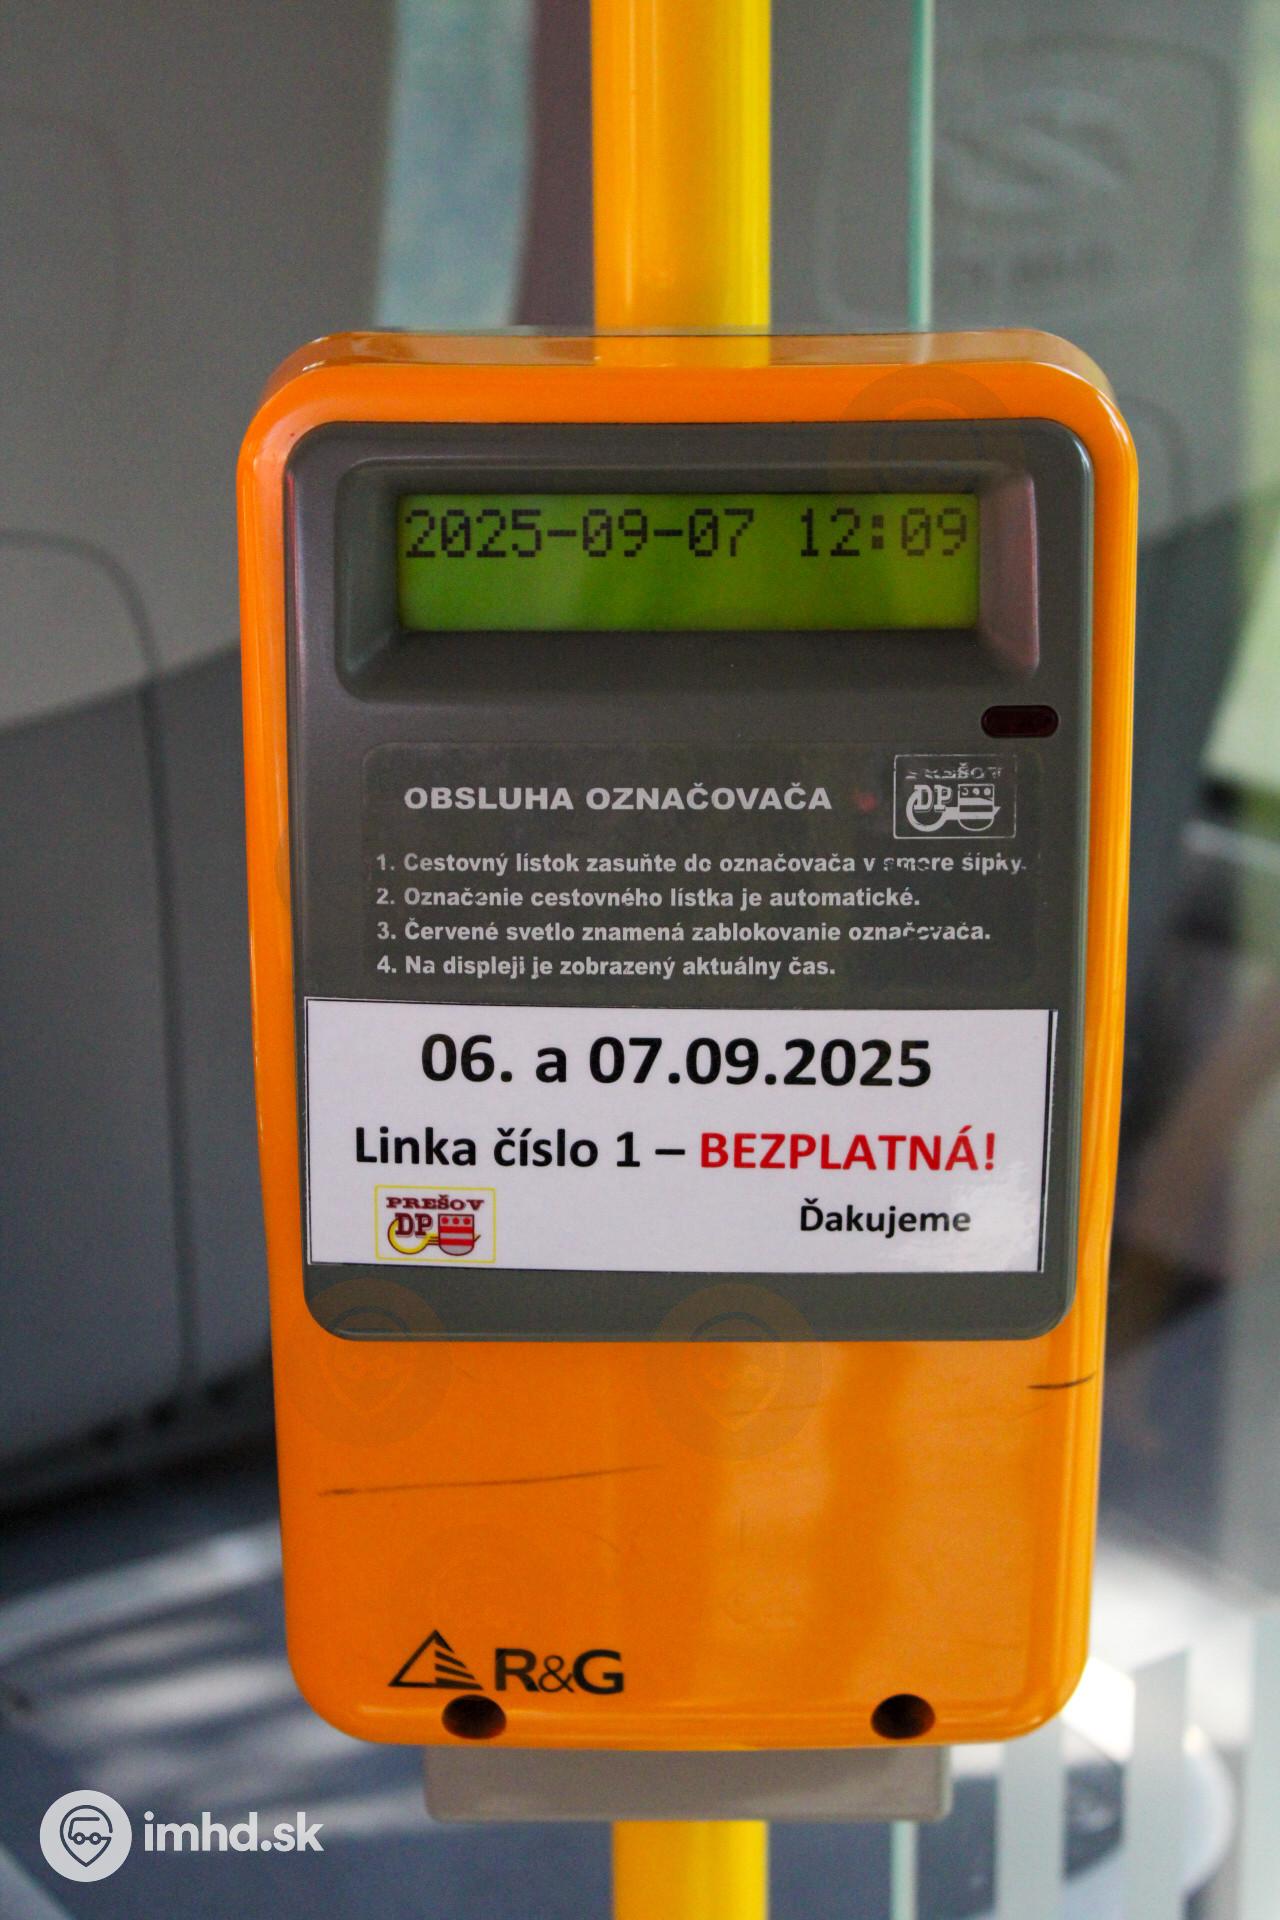 2025-09-07 12:09
OBSLUHA OZNAČOVAČA
PREŠOV
DP
1. Cestovný lístok zasuňte do označovača v smere šípky.
2. Označenie cestovného lístka je automatické.
3. Červené svetlo znamená zablokovanie označovača.
4. Na displeji je zobrazený aktuálny čas.
06. a 07.09.2025
Linka číslo 1 – BEZPLATNÁ!
PREŠOV
DP
Ďakujeme
R&G
imhd.sk